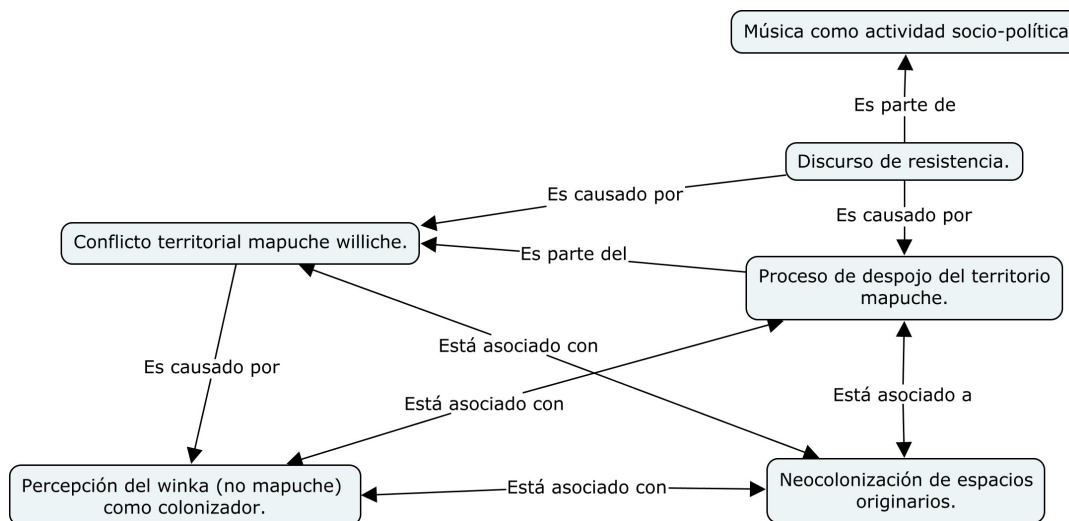 Música como actividad socio-política
Es parte de
Discurso de resistencia.
Es causado por
Es causado por
Conflicto territorial mapuche williche.
Es parte del
Proceso de despojo del territorio
mapuche.
Está asociado con
Es causado por
Está asociado con
Está asociado a
Percepción del winka (no mapuche)
como colonizador.
Está asociado con
Neocolonización de espacios
originarios.